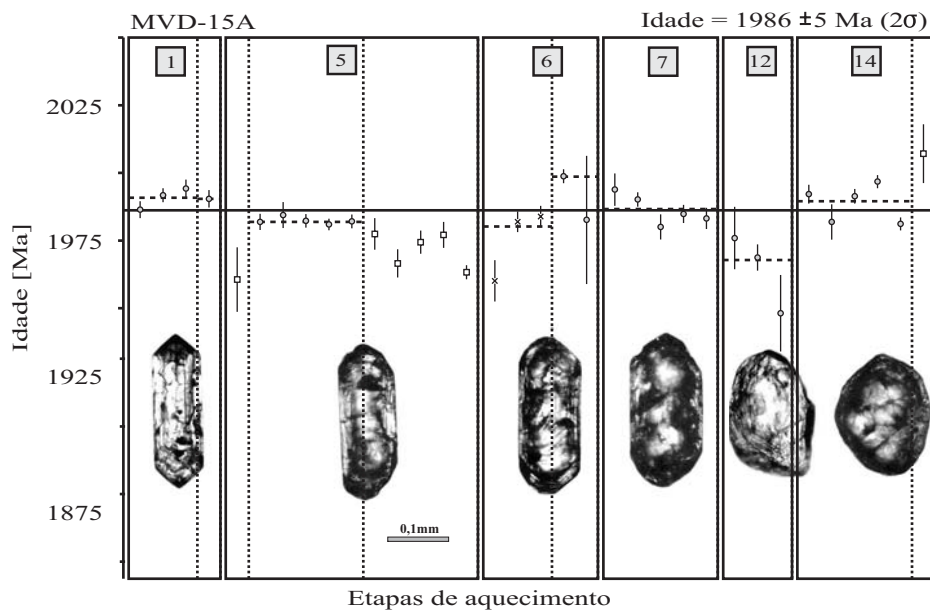 MVD-15A
Idade = 1986 ±5 Ma (2σ)
1
5
6
7
12
14
2025
1975
1925
1875
Idade [Ma]
0,1mm
Etapas de aquecimento